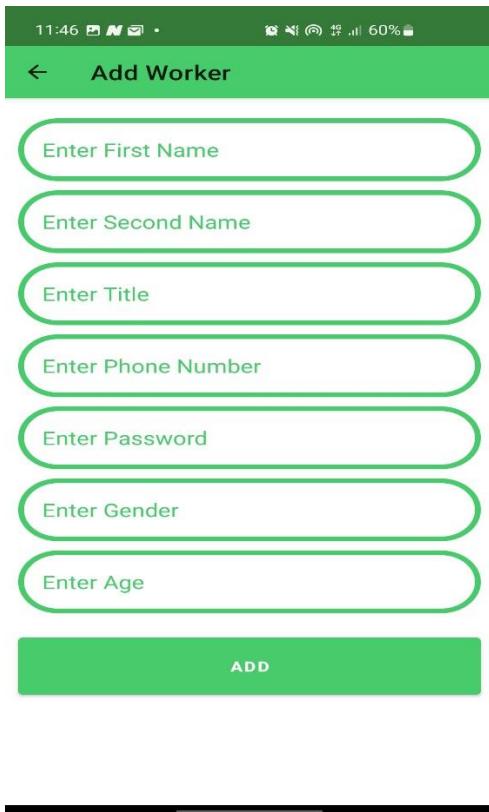 11:46 60%
Add Worker
Enter First Name
Enter Second Name
Enter Title
Enter Phone Number
Enter Password
Enter Gender
Enter Age
ADD